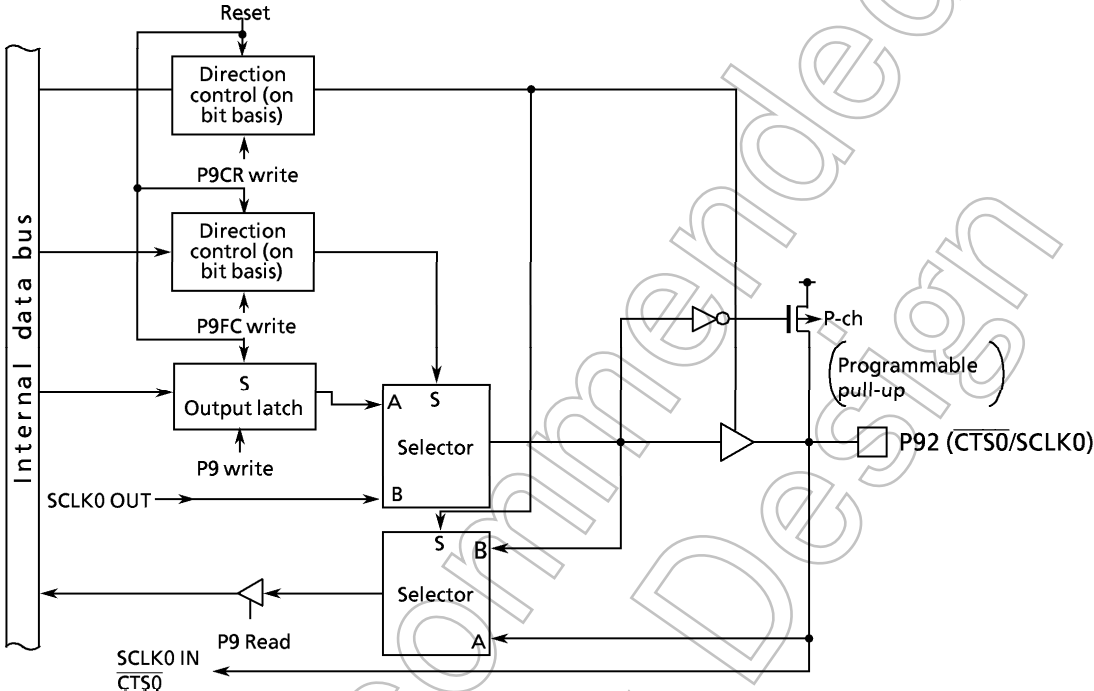 Reset
Direction
control (on
bit basis)
P9CR write
Direction
control (on
bit basis)
P9FC write
S
Output latch
P9 write
SCLK0 OUT
A
S
Selector
B
S
B
Selector
A
P9 Read
SCLK0 IN
CTS0
Internal data bus
P-ch
Programmable
pull-up
P92 (CTS0/SCLK0)
ommended
Design